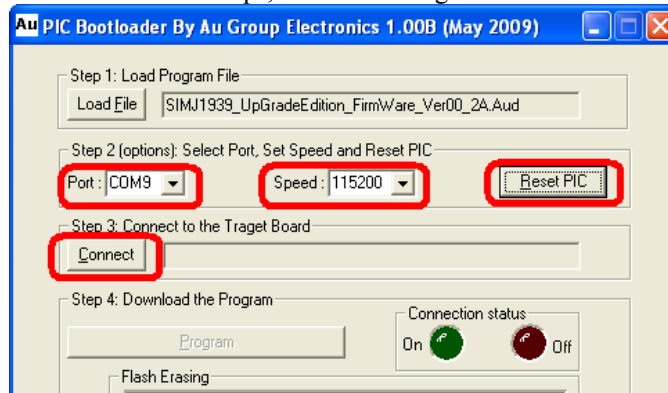 Au PIC Bootloader By Au Group Electronics 1.00B (May 2009)
Step 1: Load Program File
Load File SIMJ1939_UpGradeEdition_FirmWare_Ver00_2A.Aud
Step 2 (options): Select Port, Set Speed and Reset PIC
Port : COM9 Speed : 115200 Reset PIC
Step 3: Connect to the Traget Board
Connect
Step 4: Download the Program
Connection status
Program On Off
Flash Erasing